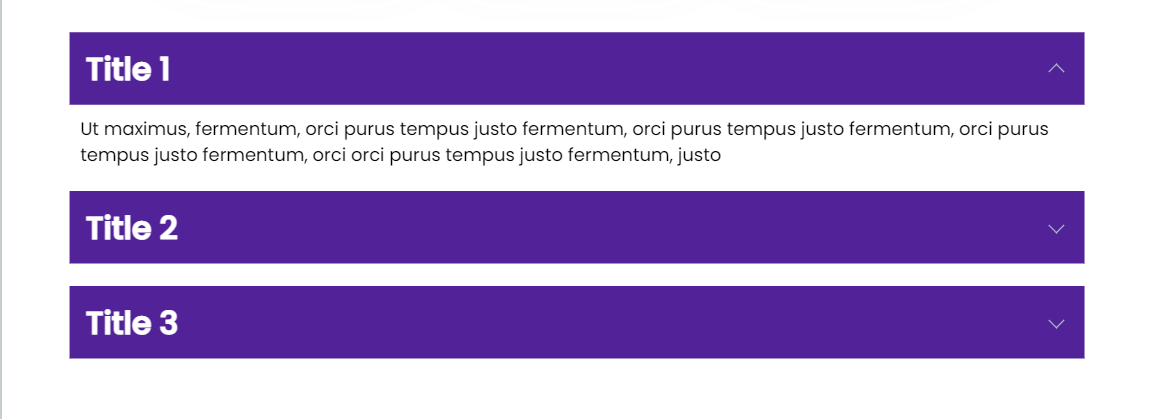 Title 1
Ut maximus, fermentum, orci purus tempus justo fermentum, orci purus tempus justo fermentum, orci purus
tempus justo fermentum, orci orci purus tempus justo fermentum, justo
Title 2
Title 3